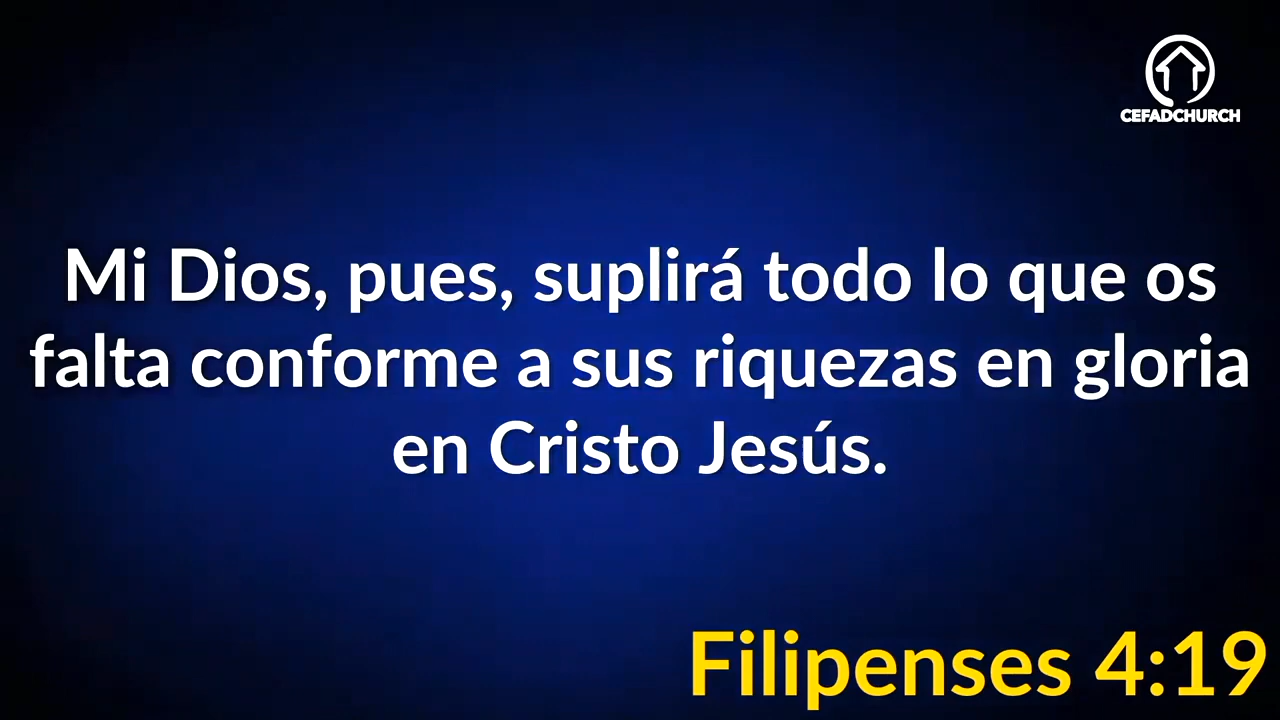 CEFADCHURCH
Mi Dios, pues, suplirá todo lo que os
falta conforme a sus riquezas en gloria
en Cristo Jesús.
Filipenses 4:19